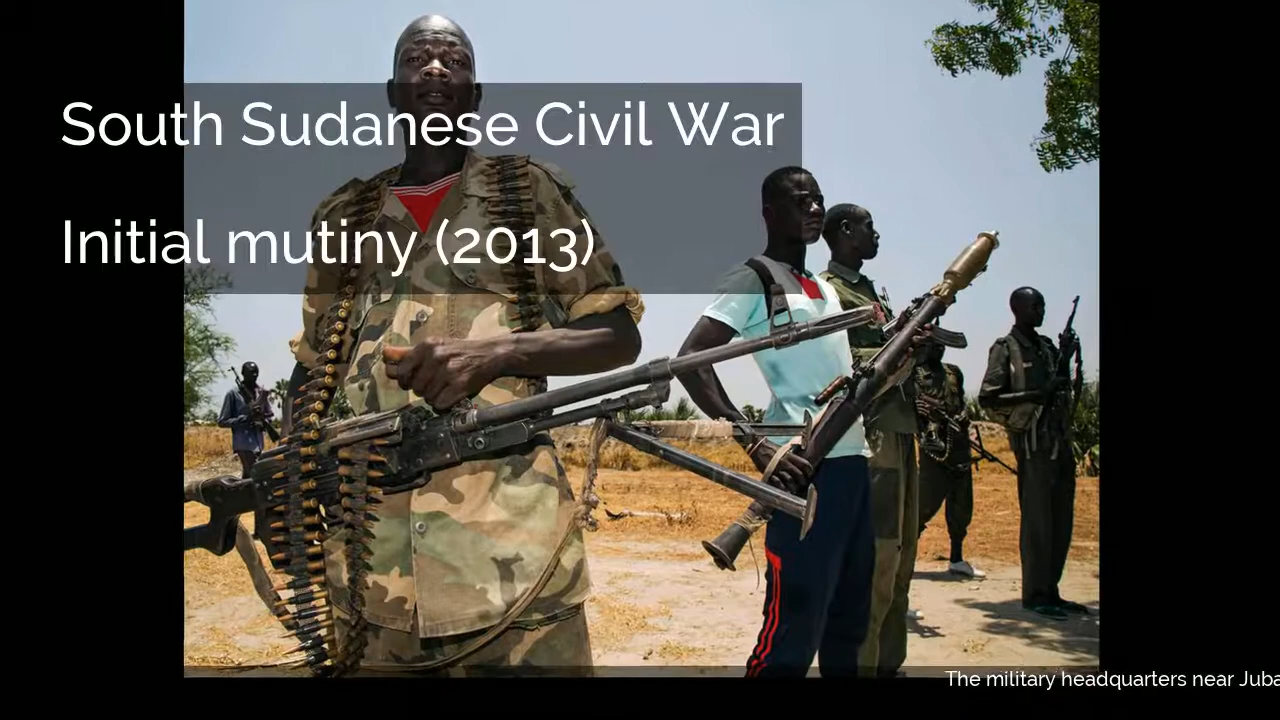 South Sudanese Civil War
Initial mutiny (2013)
The military headquarters near Juba